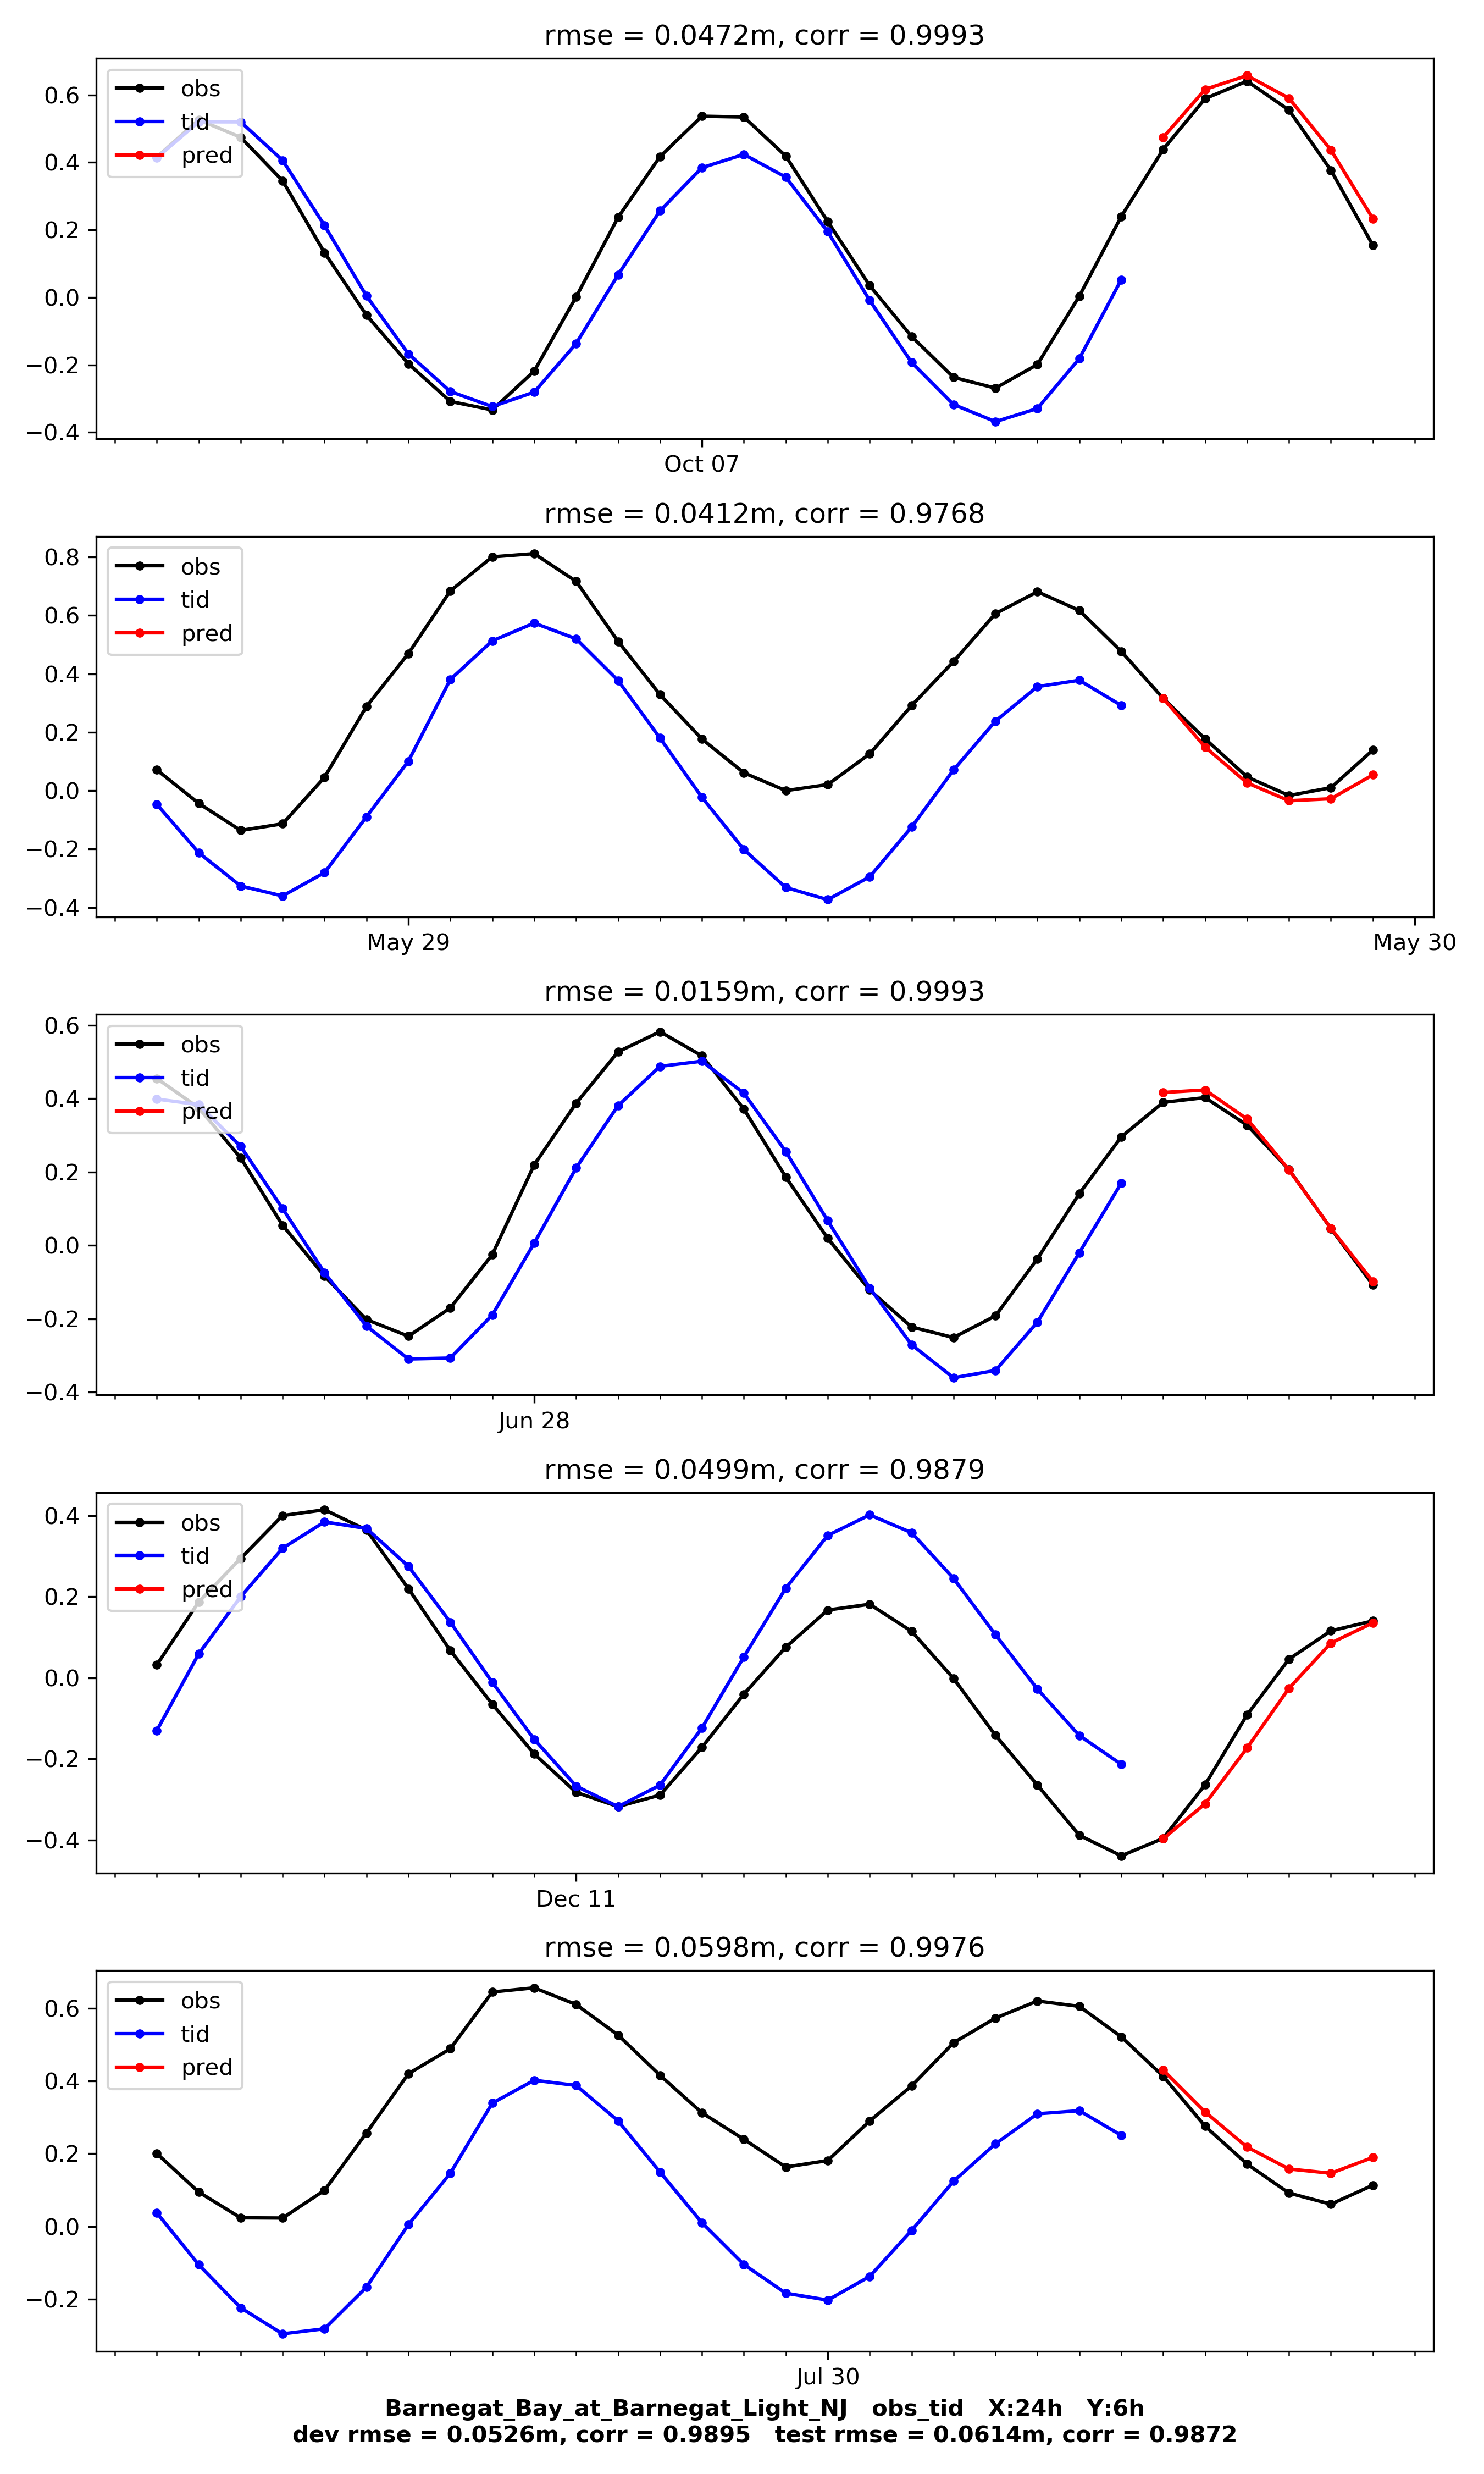 rmse = 0.0472m, corr = 0.9993
obs
tid
pred
0.6
0.4
0.2
0.0
−0.2
−0.4
Oct 07
rmse = 0.0412m, corr = 0.9768
obs
tid
pred
0.8
0.6
0.4
0.2
0.0
−0.2
−0.4
May 29
May 30
rmse = 0.0159m, corr = 0.9993
obs
tid
pred
0.6
0.4
0.2
0.0
−0.2
−0.4
Jun 28
rmse = 0.0499m, corr = 0.9879
obs
tid
pred
0.4
0.2
0.0
−0.2
−0.4
Dec 11
rmse = 0.0598m, corr = 0.9976
obs
tid
pred
0.6
0.4
0.2
0.0
−0.2
Jul 30
Barnegat_Bay_at_Barnegat_Light_NJ obs_tid X:24h Y:6h
dev rmse = 0.0526m, corr = 0.9895 test rmse = 0.0614m, corr = 0.9872